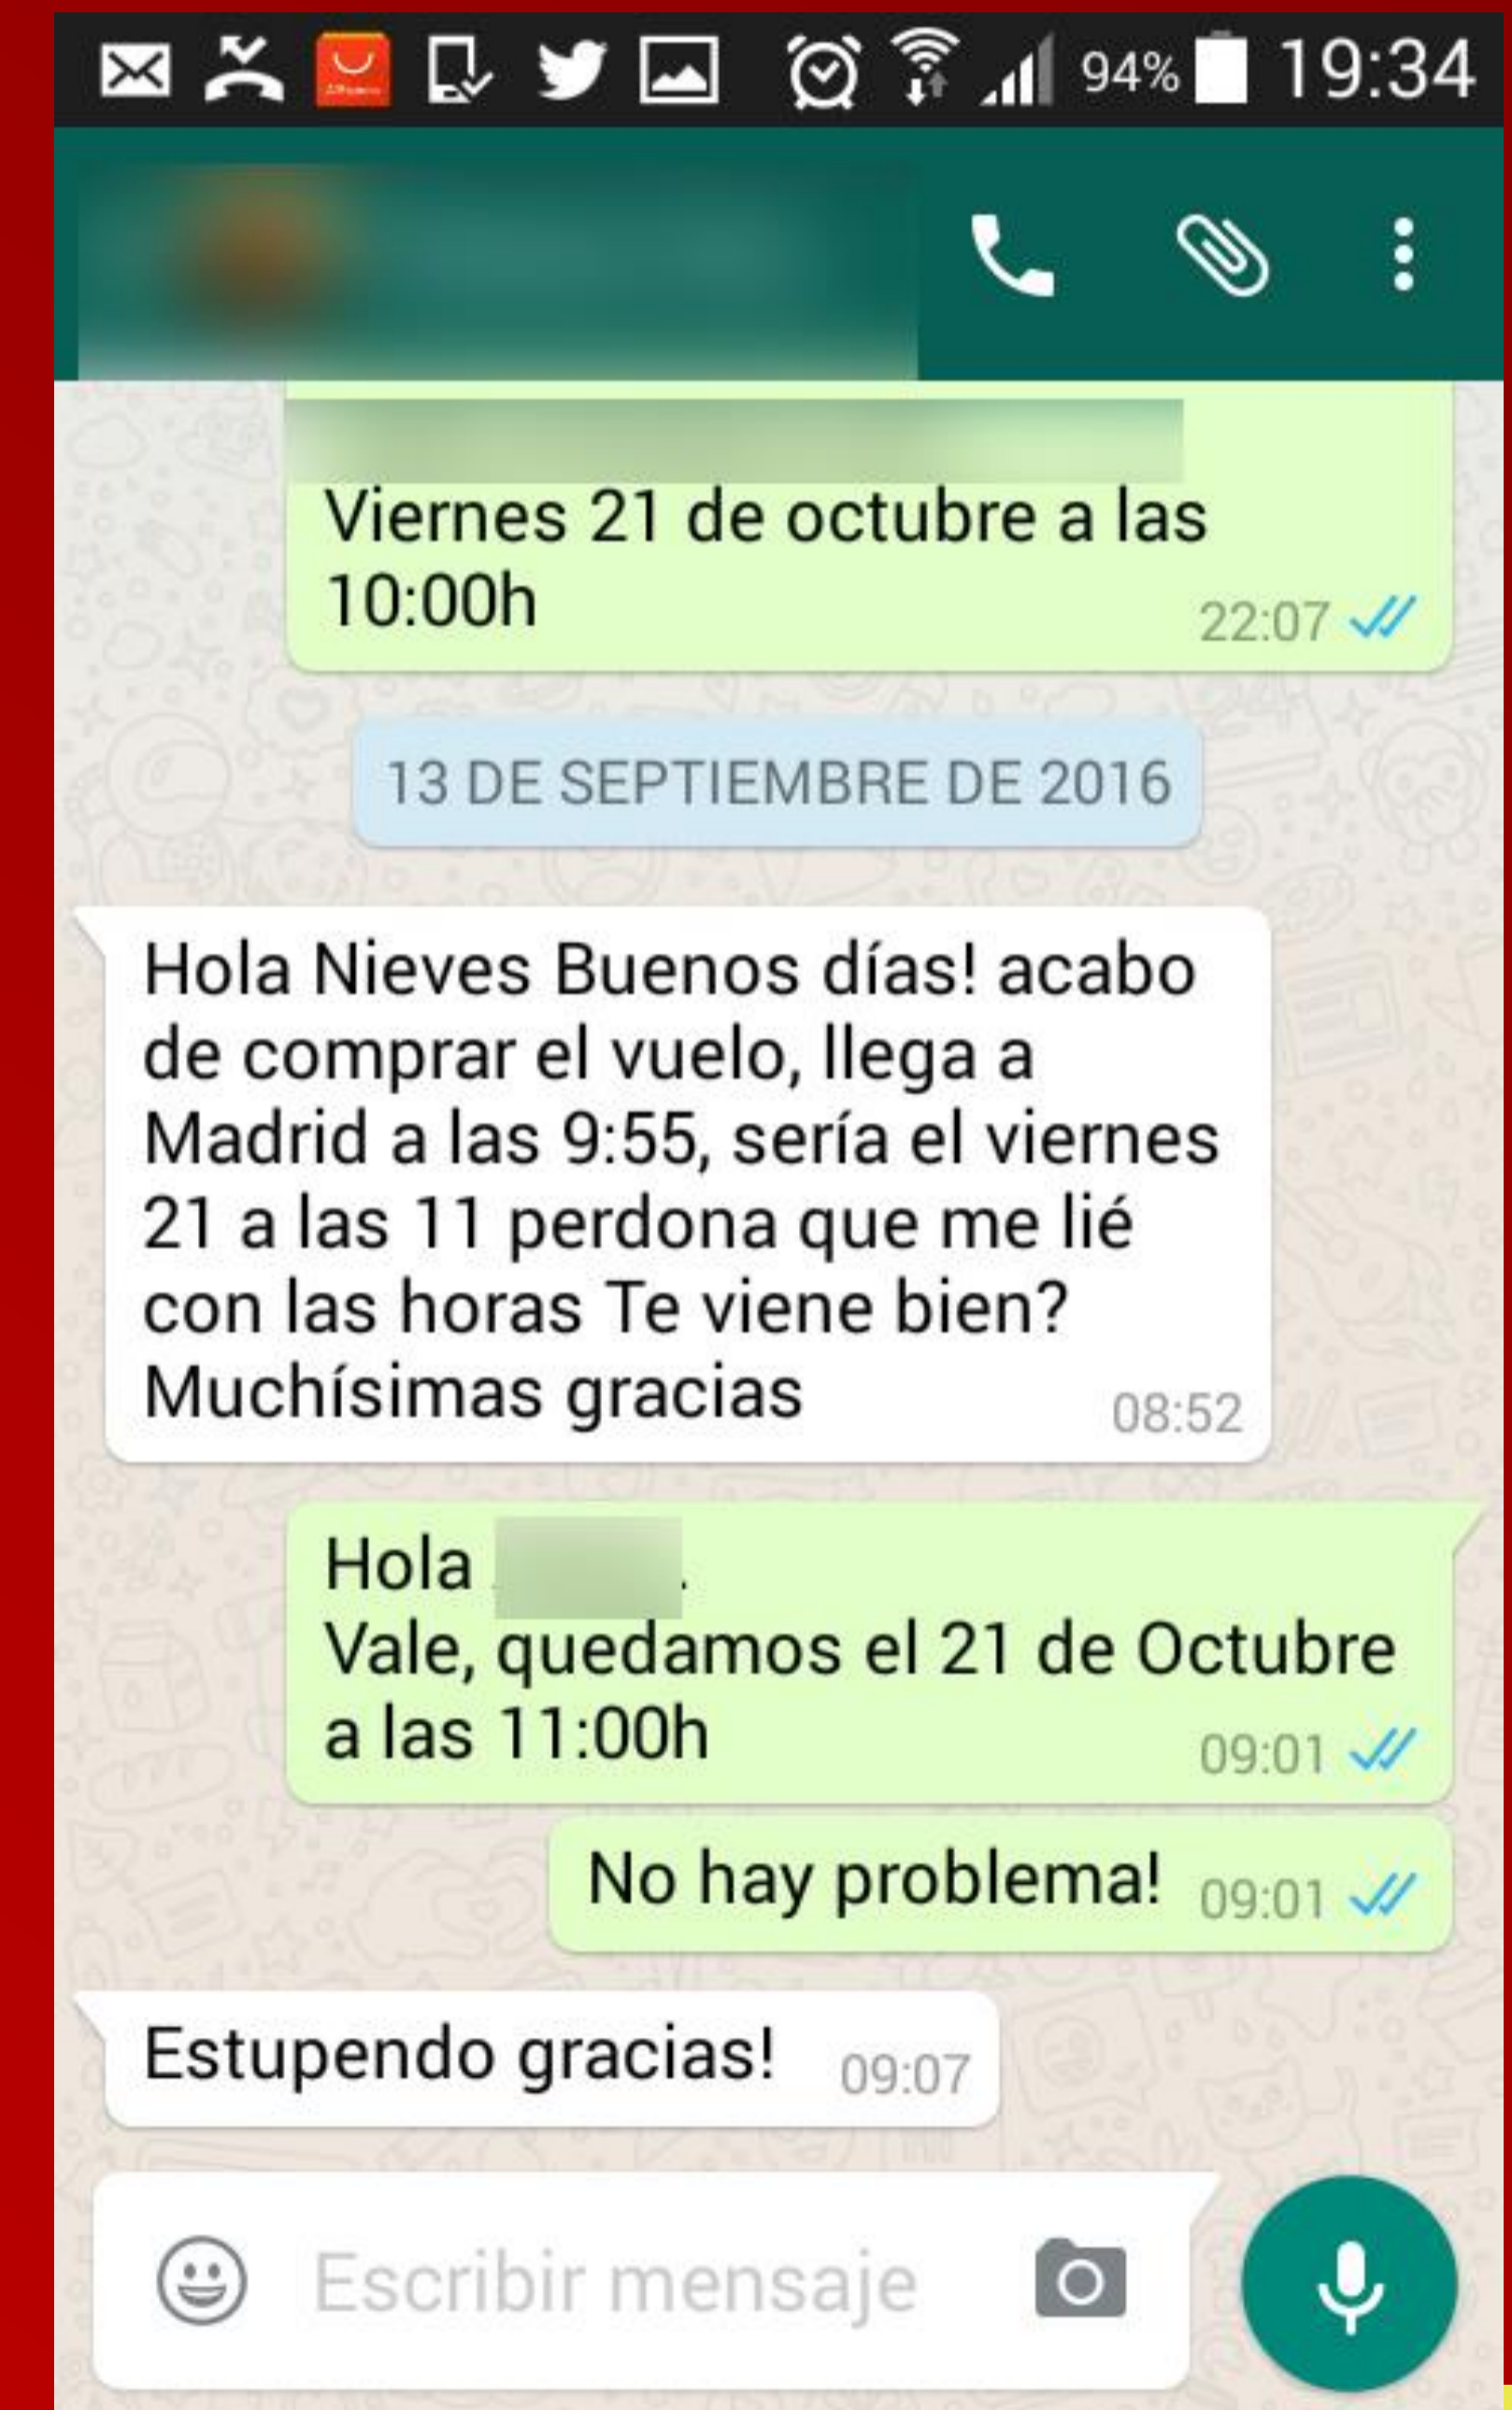 94% 19:34
Viernes 21 de octubre a las
10:00h
22:07
13 DE SEPTIEMBRE DE 2016
Hola Nieves Buenos días! acabo
de comprar el vuelo, llega a
Madrid a las 9:55, sería el viernes
21 a las 11 perdona que me lié
con las horas Te viene bien?
Muchísimas gracias 08:52
Hola .
Vale, quedamos el 21 de Octubre
a las 11:00h
09:01
No hay problema! 09:01
Estupendo gracias! 09:07
Escribir mensaje